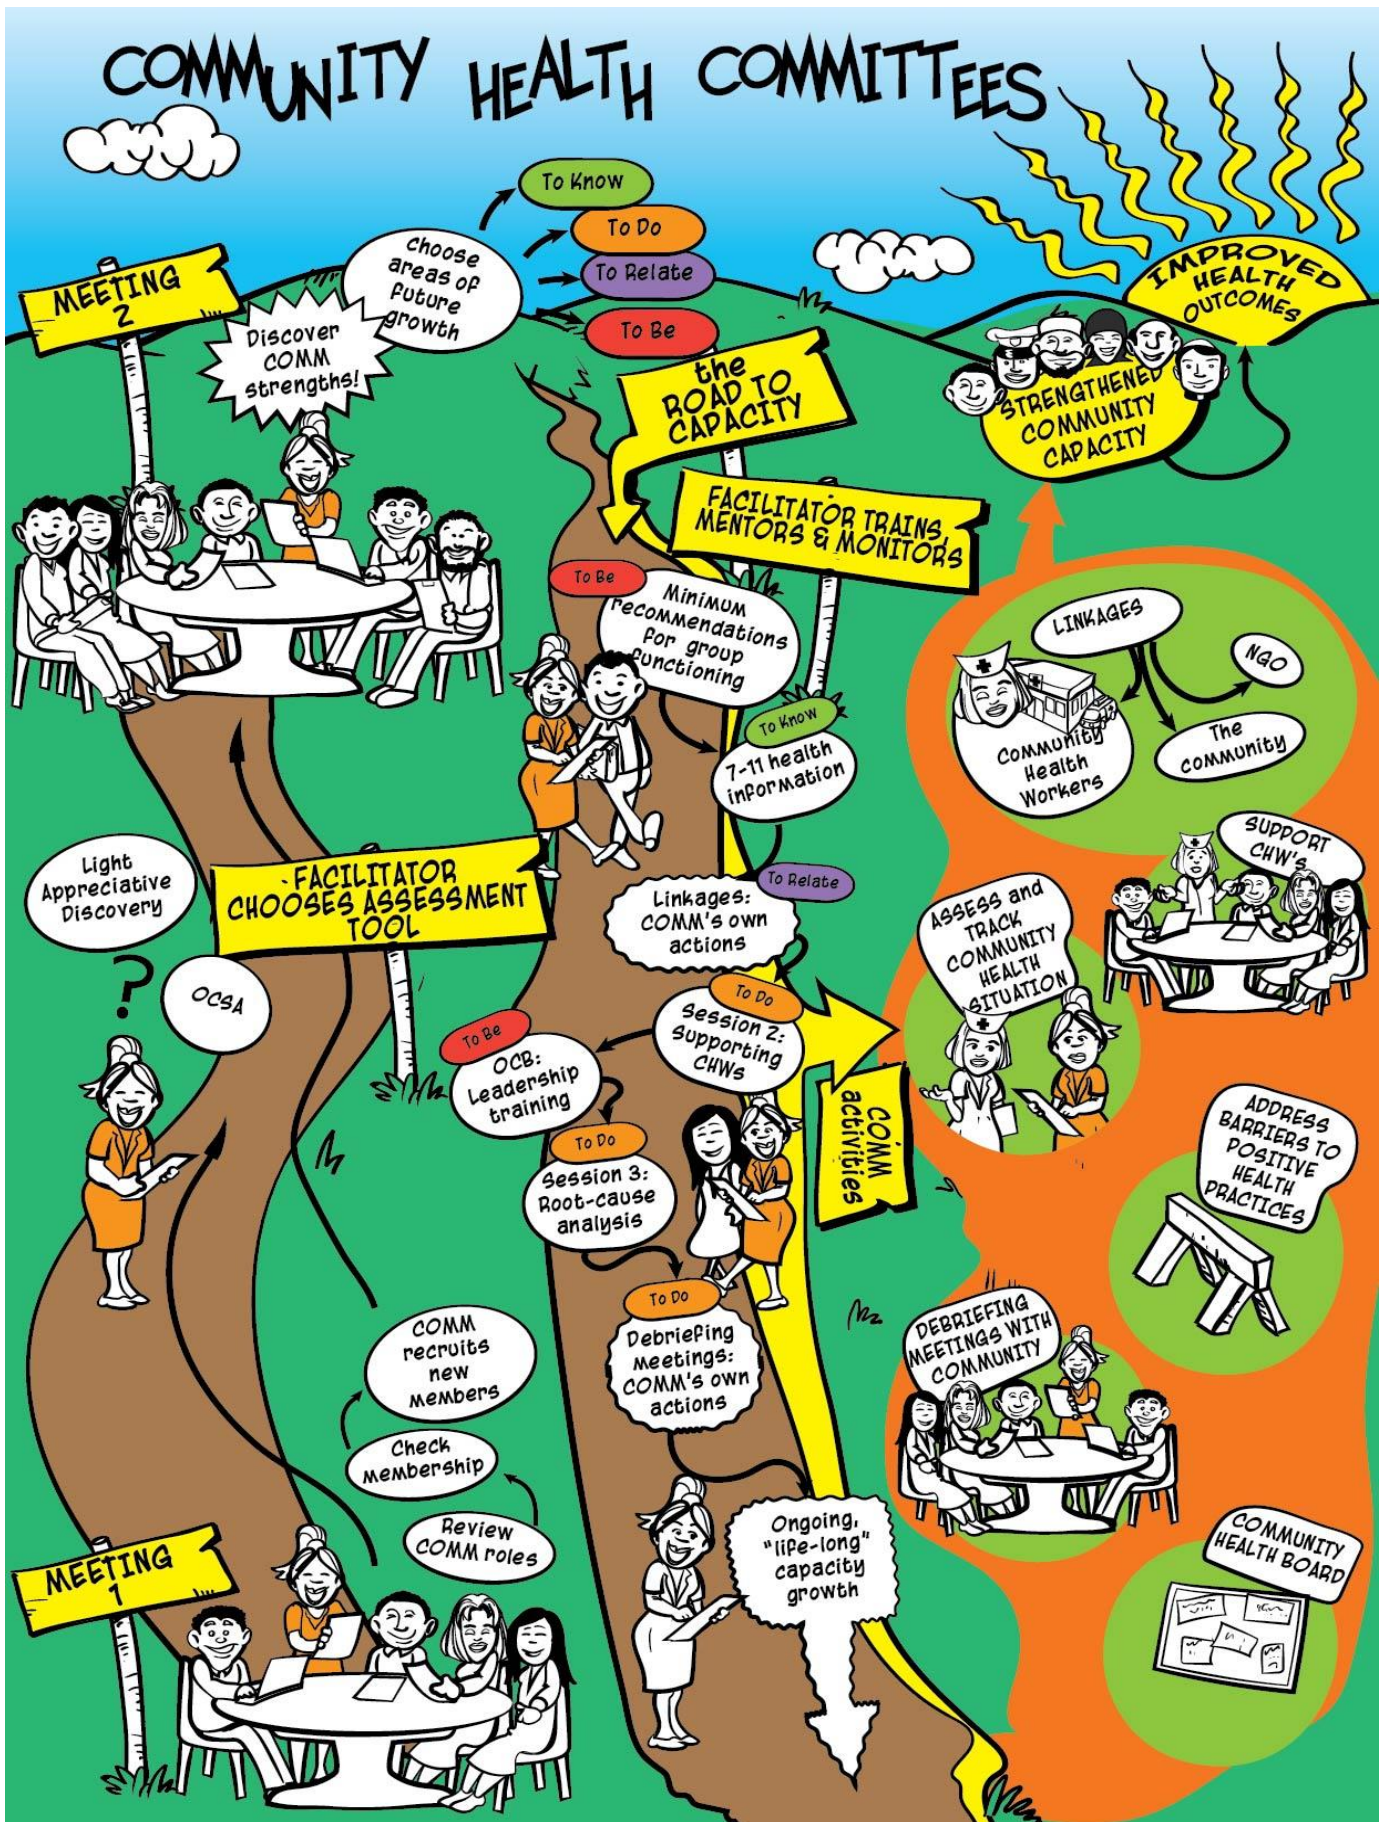 COMMUNITY HEALTH COMMITTEES
To Know
To Do
To Relate
To Be
choose
areas of
future
growth
MEETING
2
Discover
COMM
strengths!
IMPROVED
HEALTH
OUTCOMES
STRENGTHENED
COMMUNITY
CAPACITY
the
ROAD TO
CAPACITY
FACILITATOR TRAINS,
MENTORS & MONITORS
To Be
Minimum
recommendations
for group
functioning
To Know
7-11 health
information
To Relate
Linkages:
COMM's own
actions
To Do
Session 2:
Supporting
CHWs
To Be
OCB:
Leadership
training
To Do
Session 3:
Root-cause
analysis
To Do
Debriefing
Meetings:
COMM's own
actions
Ongoing,
"life-long"
capacity
growth
Light
Appreciative
Discovery
FACILITATOR
CHOOSES ASSESSMENT
TOOL
?
OCSA
COMM
recruits
new
members
Check
membership
Review
COMM roles
MEETING
1
COMM
activities
LINKAGES
NGO
The
community
Community
Health
Workers
SUPPORT
CHW'S
ASSESS and
TRACK
COMMUNITY
HEALTH
SITUATION
ADDRESS
BARRIERS TO
POSITIVE
HEALTH
PRACTICES
DEBRIEFING
MEETINGS WITH
COMMUNITY
COMMUNITY
HEALTH BOARD